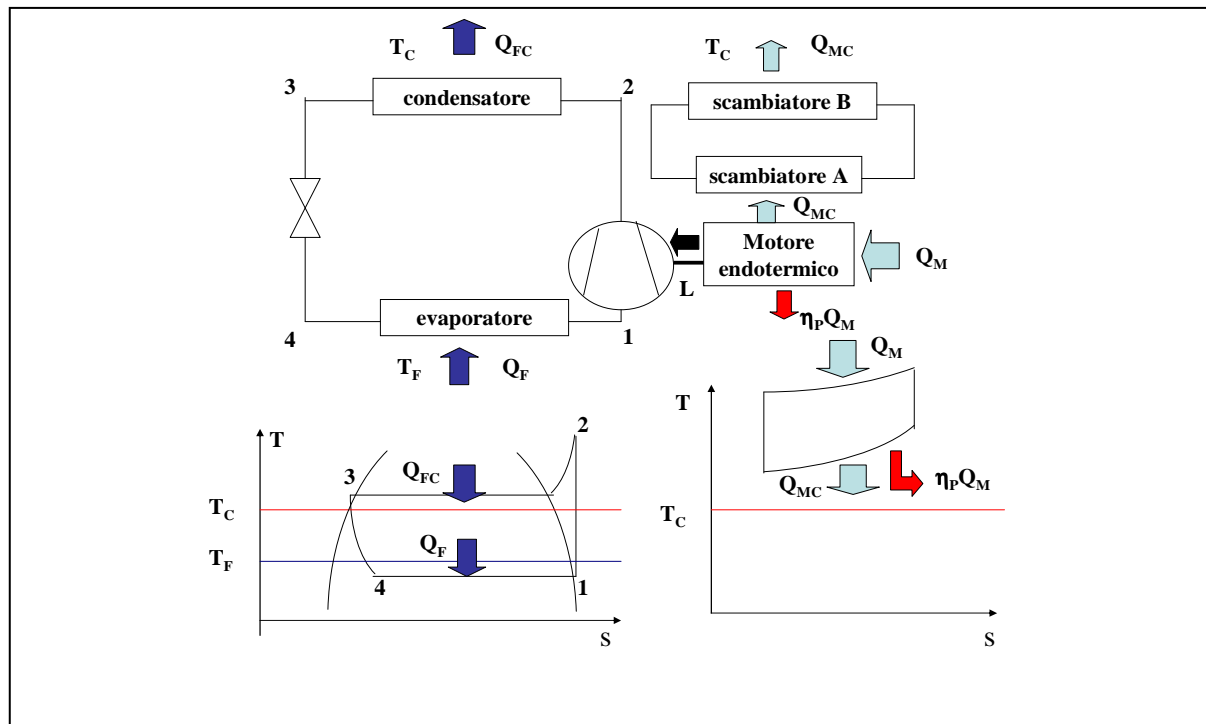 T_C Q_FC
3 condensatore 2
T_C Q_MC
scambiatore B
scambiatore A
Q_MC
Motore
endotermico
Q_M
L
η_PQ_M
evaporatore
4 1
T_F Q_F
Q_M
T
2
3
Q_FC
T_C
Q_F
T_F
4 1
S
T
Q_MC η_PQ_M
T_C
S